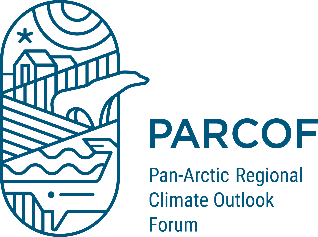 PARCOF
Pan-Arctic Regional
Climate Outlook
Forum